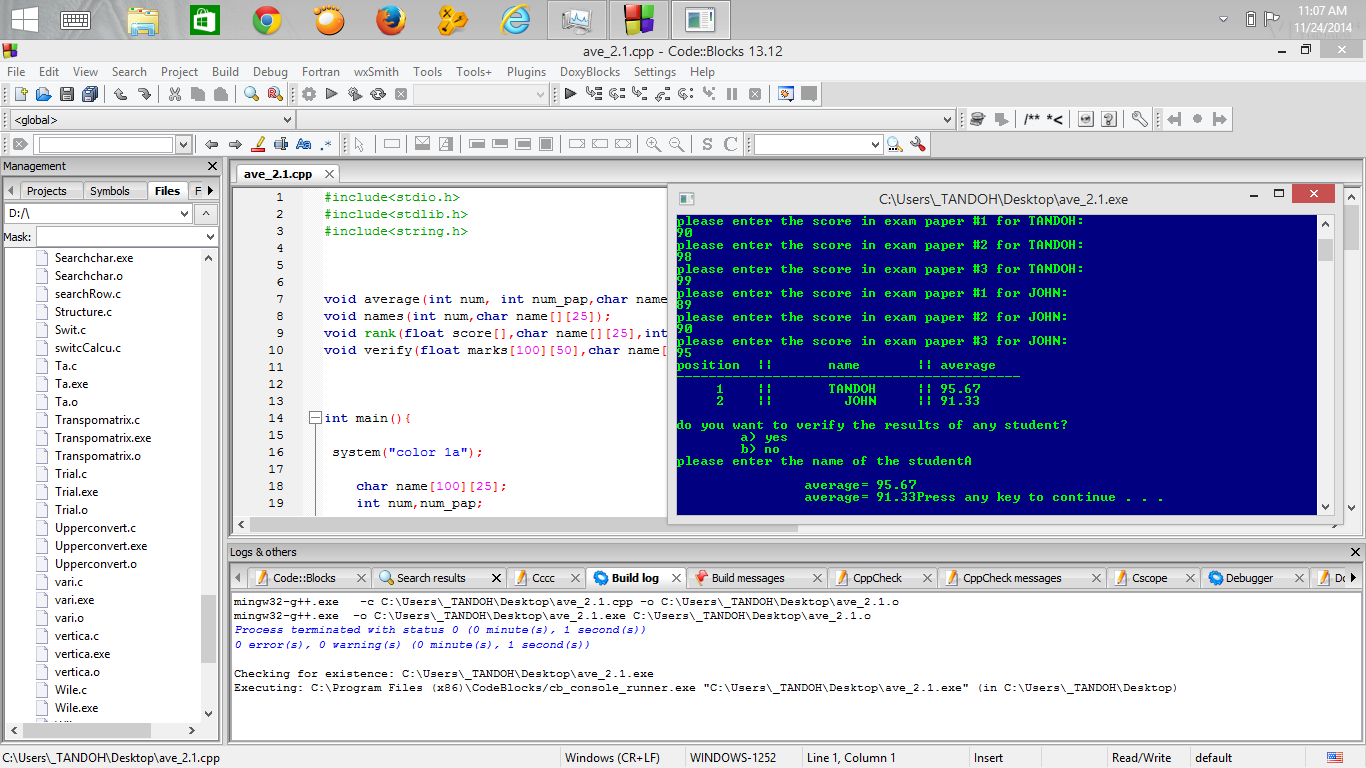 11:07 AM
11/24/2014
ave_2.1.cpp - Code::Blocks 13.12
File Edit View Search Project Build Debug Fortran wxSmith Tools Tools+ Plugins DoxyBlocks Settings Help
<global>
/** *<
Aa .*
S C
Management
Projects Symbols Files F
D:/\
Mask:
Searchchar.exe
Searchchar.o
searchRow.c
Structure.c
Swit.c
switcCalcu.c
Ta.c
Ta.exe
Ta.o
Transpomatrix.c
Transpomatrix.exe
Transpomatrix.o
Trial.c
Trial.exe
Trial.o
Upperconvert.c
Upperconvert.exe
Upperconvert.o
vari.c
vari.exe
vari.o
vertica.c
vertica.exe
vertica.o
Wile.c
Wile.exe
ave_2.1.cpp
1 #include<stdio.h>
2 #include<stdlib.h>
3 #include<string.h>
4
5
6
7 void average(int num, int num_pap,char name
8 void names(int num,char name[][25]);
9 void rank(float score[],char name[][25],int
10 void verify(float marks[100][50],char name[
11
12
13
14 int main(){
15
16 system("color 1a");
17
18 char name[100][25];
19 int num,num_pap;
C:\Users\_TANDOH\Desktop\ave_2.1.exe
please enter the score in exam paper #1 for TANDOH:
90
please enter the score in exam paper #2 for TANDOH:
98
please enter the score in exam paper #3 for TANDOH:
99
please enter the score in exam paper #1 for JOHN:
89
please enter the score in exam paper #2 for JOHN:
90
please enter the score in exam paper #3 for JOHN:
95
position || name || average
-------------------------------------------
1 || TANDOH || 95.67
2 || JOHN || 91.33
do you want to verify the results of any student?
a) yes
b) no
please enter the name of the studentA
average= 95.67
average= 91.33Press any key to continue . . .
Logs & others
Code::Blocks Search results Cccc Build log Build messages CppCheck CppCheck messages Cscope Debugger Do
mingw32-g++.exe -c C:\Users\_TANDOH\Desktop\ave_2.1.cpp -o C:\Users\_TANDOH\Desktop\ave_2.1.o
mingw32-g++.exe -o C:\Users\_TANDOH\Desktop\ave_2.1.exe C:\Users\_TANDOH\Desktop\ave_2.1.o
Process terminated with status 0 (0 minute(s), 1 second(s))
0 error(s), 0 warning(s) (0 minute(s), 1 second(s))
Checking for existence: C:\Users\_TANDOH\Desktop\ave_2.1.exe
Executing: C:\Program Files (x86)\CodeBlocks/cb_console_runner.exe "C:\Users\_TANDOH\Desktop\ave_2.1.exe" (in C:\Users\_TANDOH\Desktop)
C:\Users\_TANDOH\Desktop\ave_2.1.cpp Windows (CR+LF) WINDOWS-1252 Line 1, Column 1 Insert Read/Write default